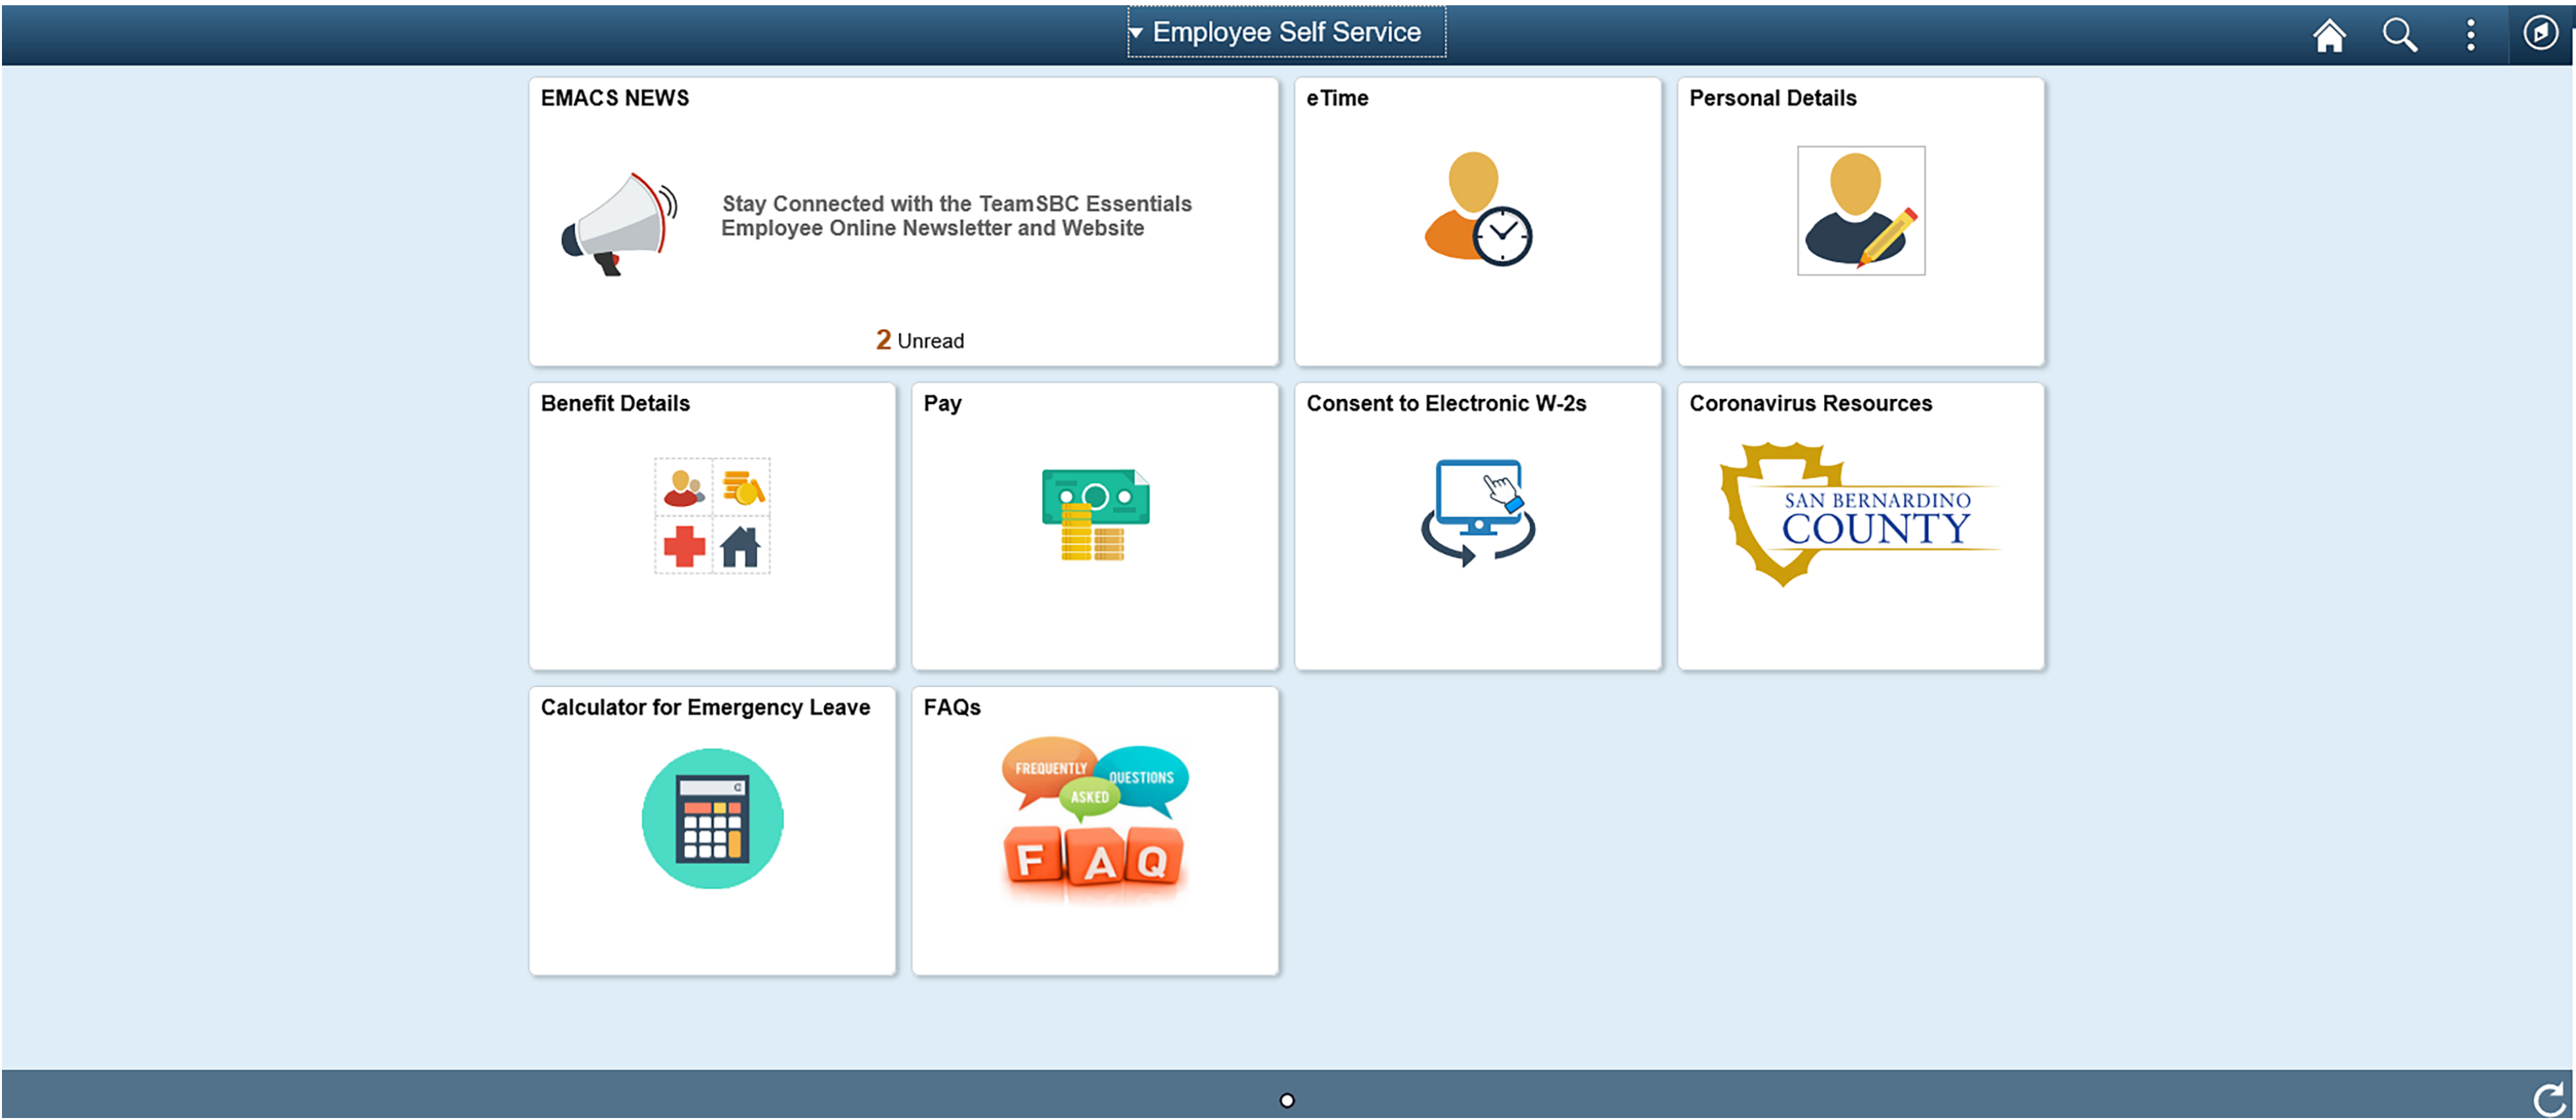 Employee Self Service
EMACS NEWS
Stay Connected with the TeamSBC Essentials
Employee Online Newsletter and Website
2 Unread
eTime
Personal Details
Benefit Details
Pay
Consent to Electronic W-2s
Coronavirus Resources
SAN BERNARDINO
COUNTY
Calculator for Emergency Leave
C
FAQs
FREQUENTLY
QUESTIONS
ASKED
F A Q